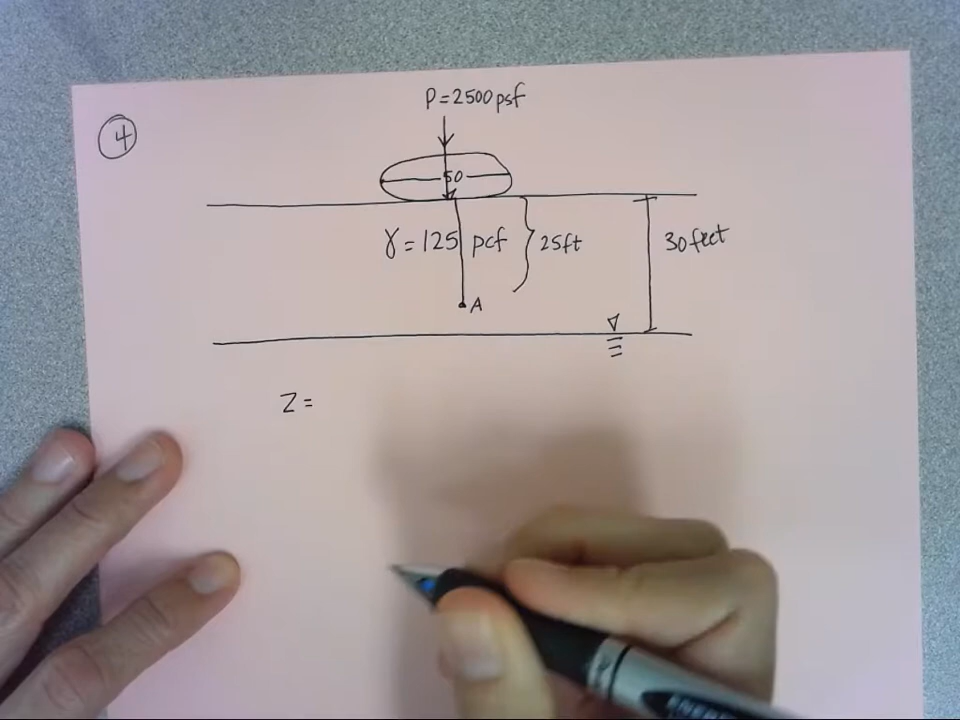 4
P=2500psf
50
γ=125 pcf
25ft
30feet
A
Z=